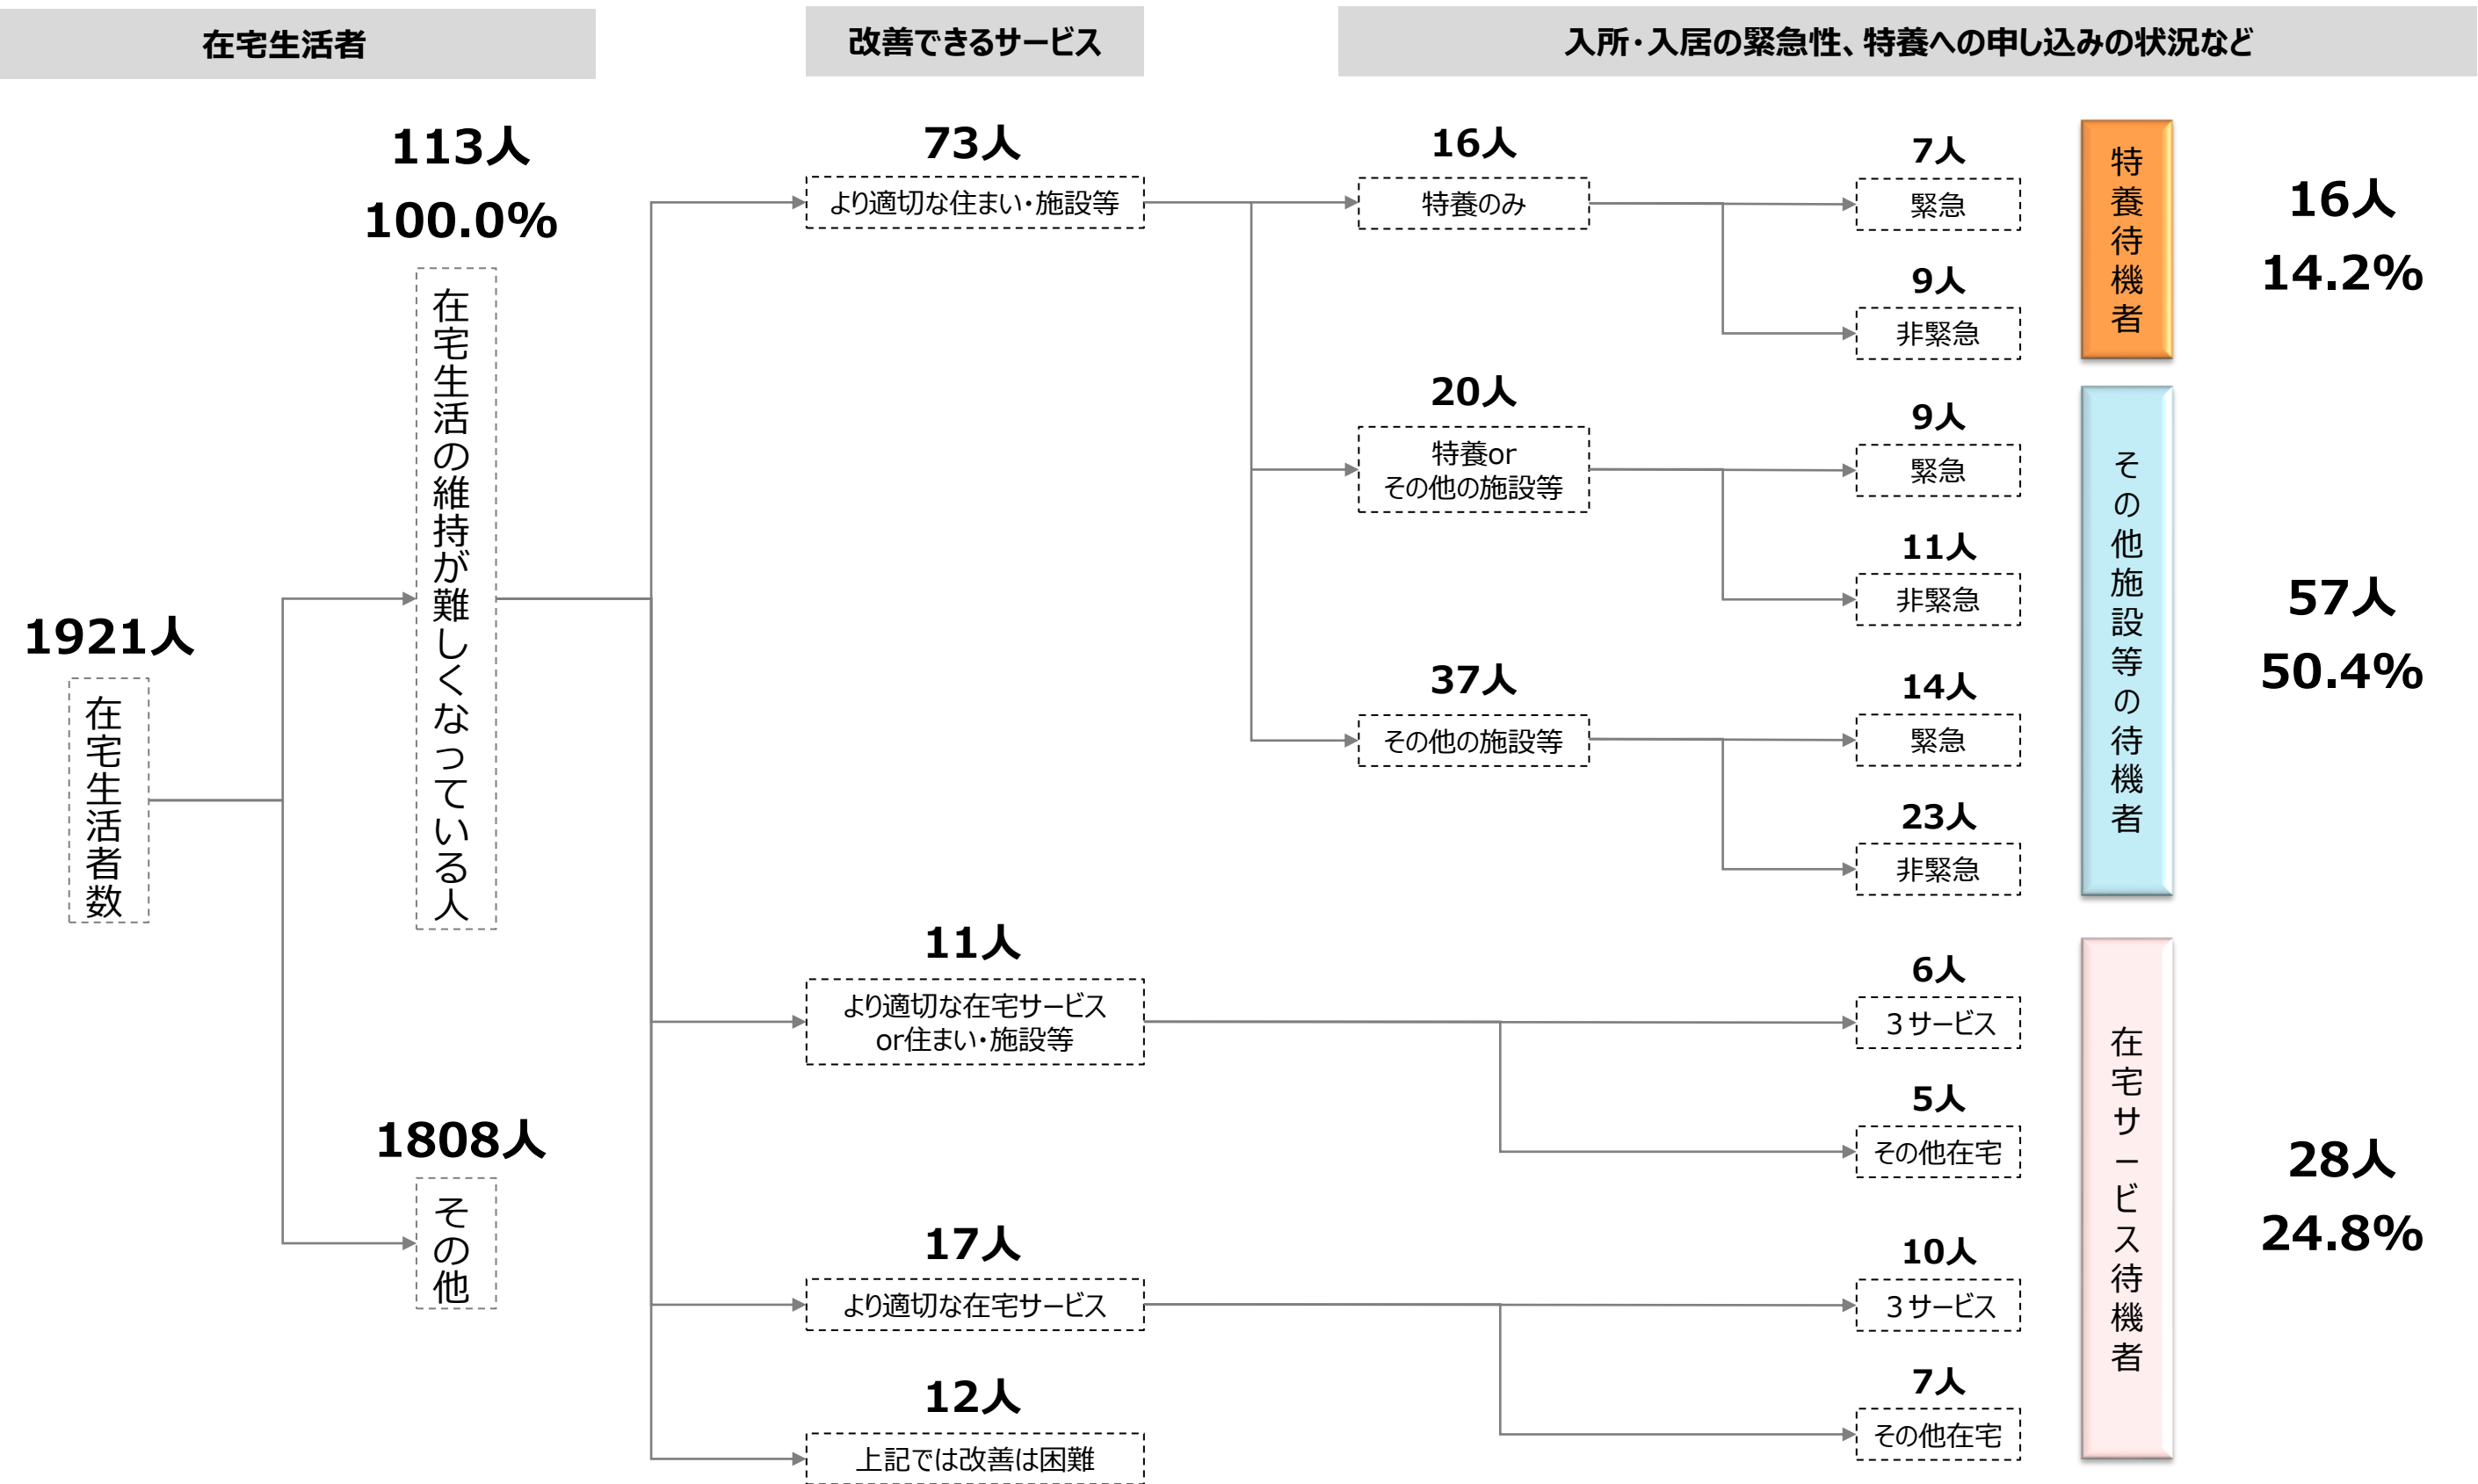 在宅生活者
改善できるサービス
入所・入居の緊急性、特養への申し込みの状況など
1921人
在宅生活者数
113人
100.0%
在宅生活の維持が難しくなっている人
1808人
その他
73人
より適切な住まい・施設等
11人
より適切な在宅サービス
or住まい・施設等
17人
より適切な在宅サービス
12人
上記では改善は困難
16人
特養のみ
20人
特養or
その他の施設等
37人
その他の施設等
7人
緊急
9人
非緊急
9人
緊急
11人
非緊急
14人
緊急
23人
非緊急
6人
３サービス
5人
その他在宅
10人
３サービス
7人
その他在宅
特養待機者
16人
14.2%
その他施設等の待機者
57人
50.4%
在宅サービス待機者
28人
24.8%